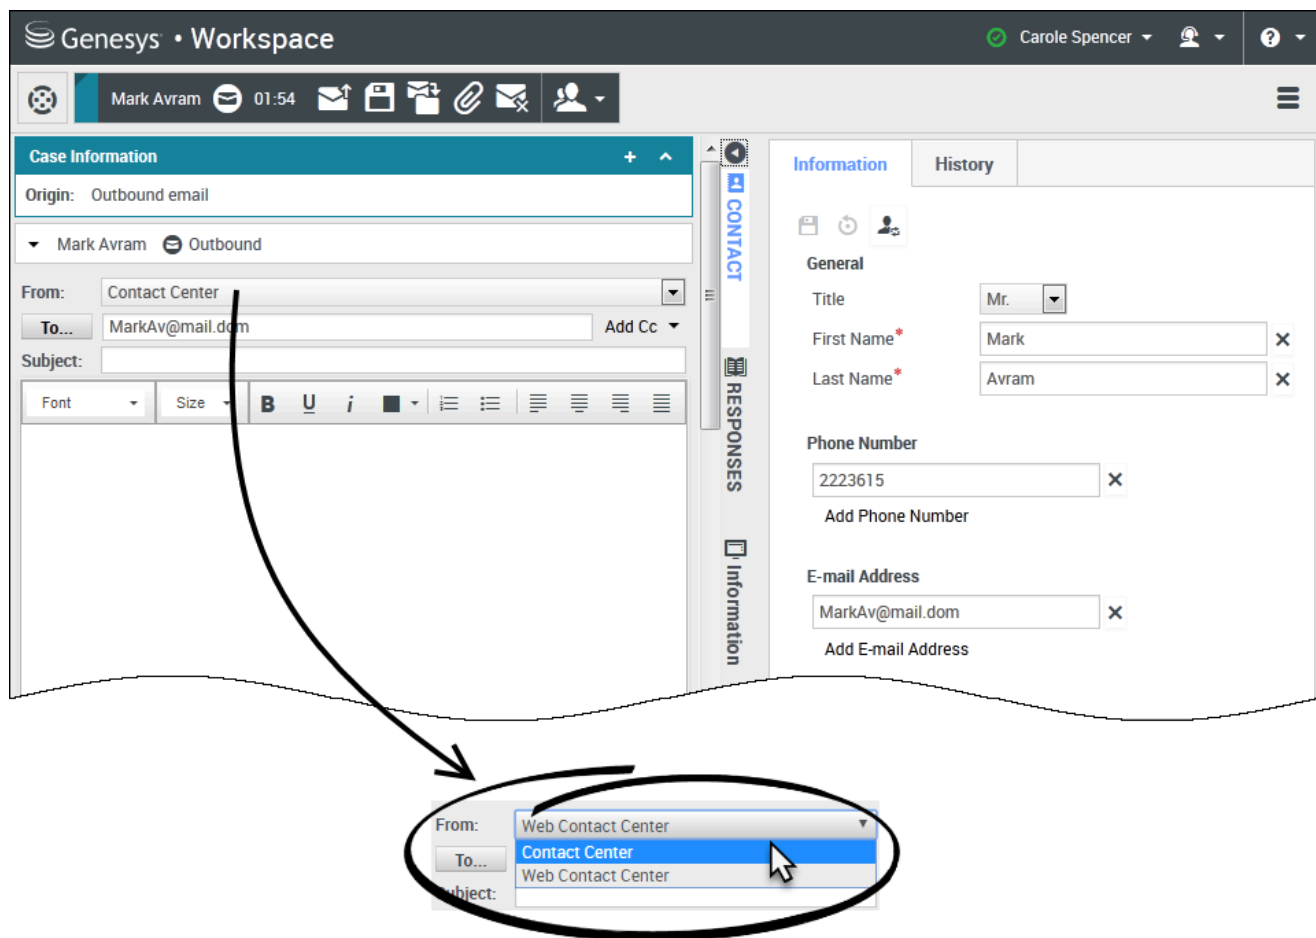 Genesys • Workspace
Carole Spencer
Mark Avram 01:54
Case Information
Origin: Outbound email
Mark Avram Outbound
From: Contact Center
To... MarkAv@mail.dom Add Cc
Subject:
Font Size B U i
CONTACT
RESPONSES
Information
Information History
General
Title Mr.
First Name* Mark
Last Name* Avram
Phone Number
2223615
Add Phone Number
E-mail Address
MarkAv@mail.dom
Add E-mail Address
From: Web Contact Center
To... Contact Center
Web Contact Center
Subject: